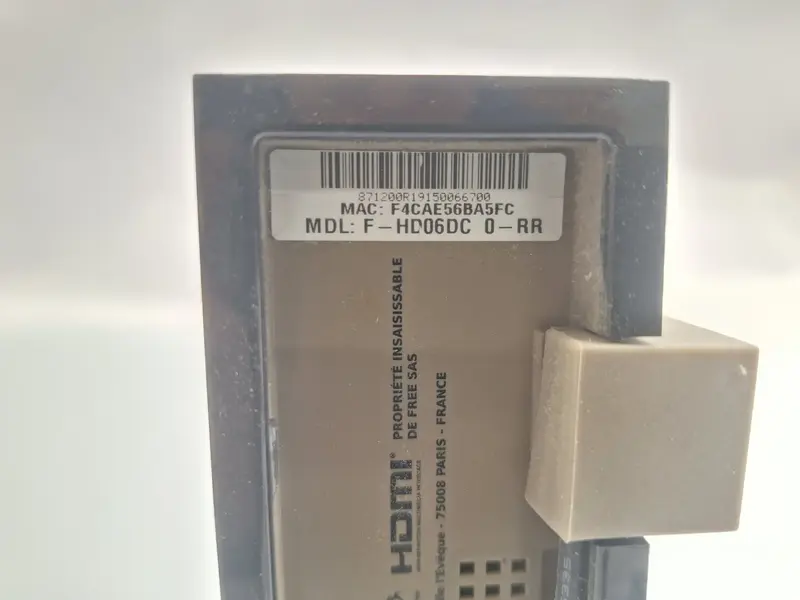 871200R19150066700
MAC: F4CAE56BA5FC
MDL: F-HD06DC 0-RR
PROPRIÉTÉ INSAISISSABLE
DE FREE SAS
HDMI
l'Evêque - 75008 PARIS - FRANCE